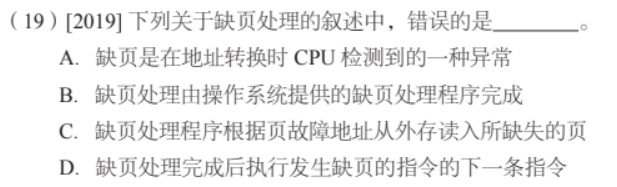 （19）[2019] 下列关于缺页处理的叙述中，错误的是________。
A. 缺页是在地址转换时 CPU 检测到的一种异常
B. 缺页处理由操作系统提供的缺页处理程序完成
C. 缺页处理程序根据页故障地址从外存读入所缺失的页
D. 缺页处理完成后执行发生缺页的指令的下一条指令